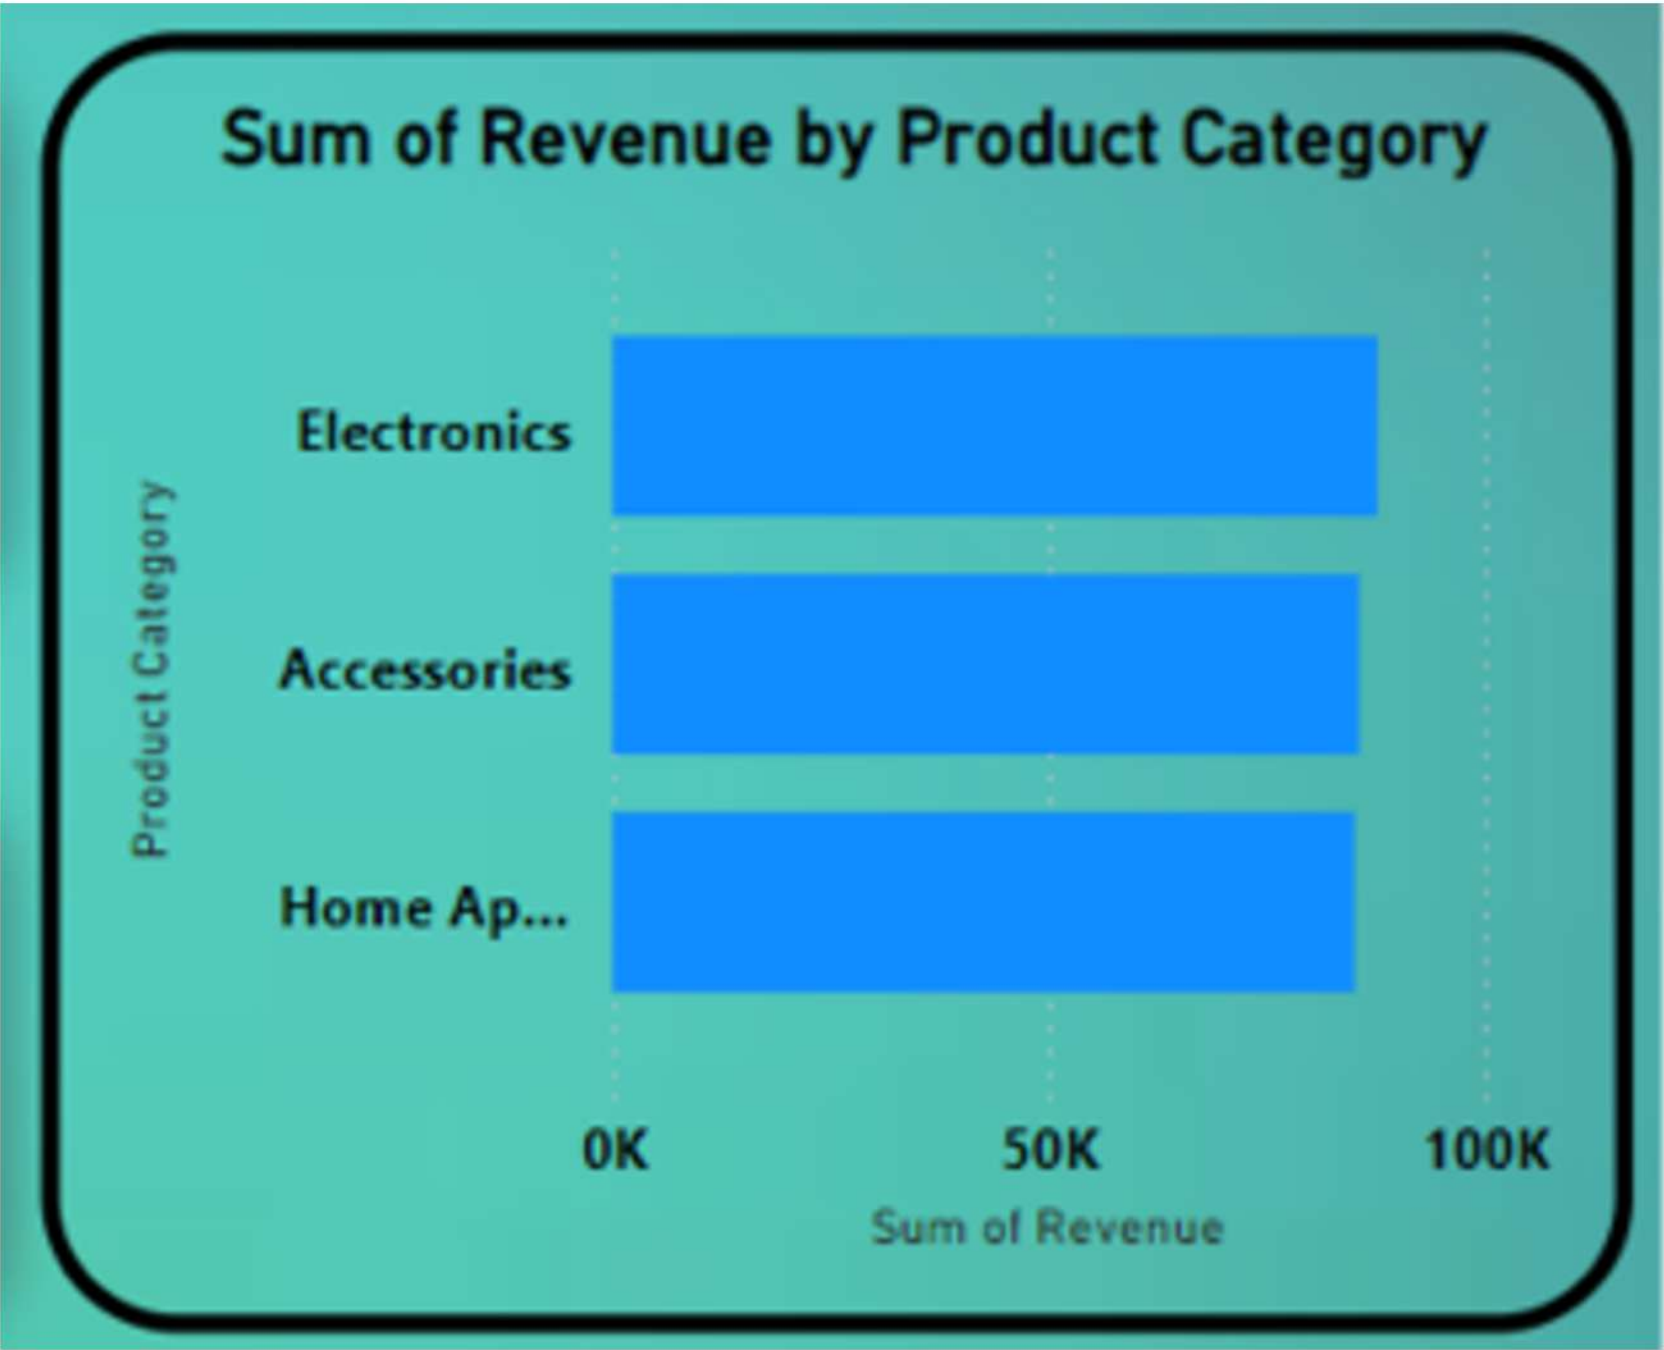 Sum of Revenue by Product Category
Product Category
Electronics
Accessories
Home Ap...
0K 50K 100K
Sum of Revenue